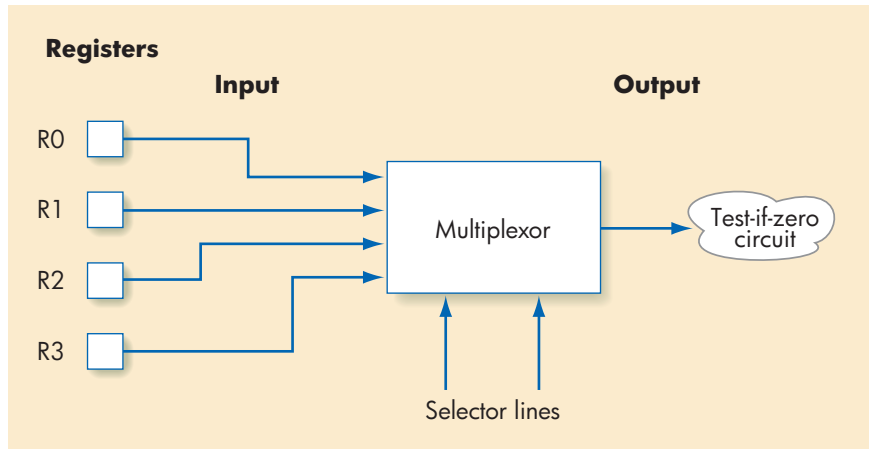 Registers
Input
Output
R0
R1
R2
R3
Multiplexor
Test-if-zero
circuit
Selector lines